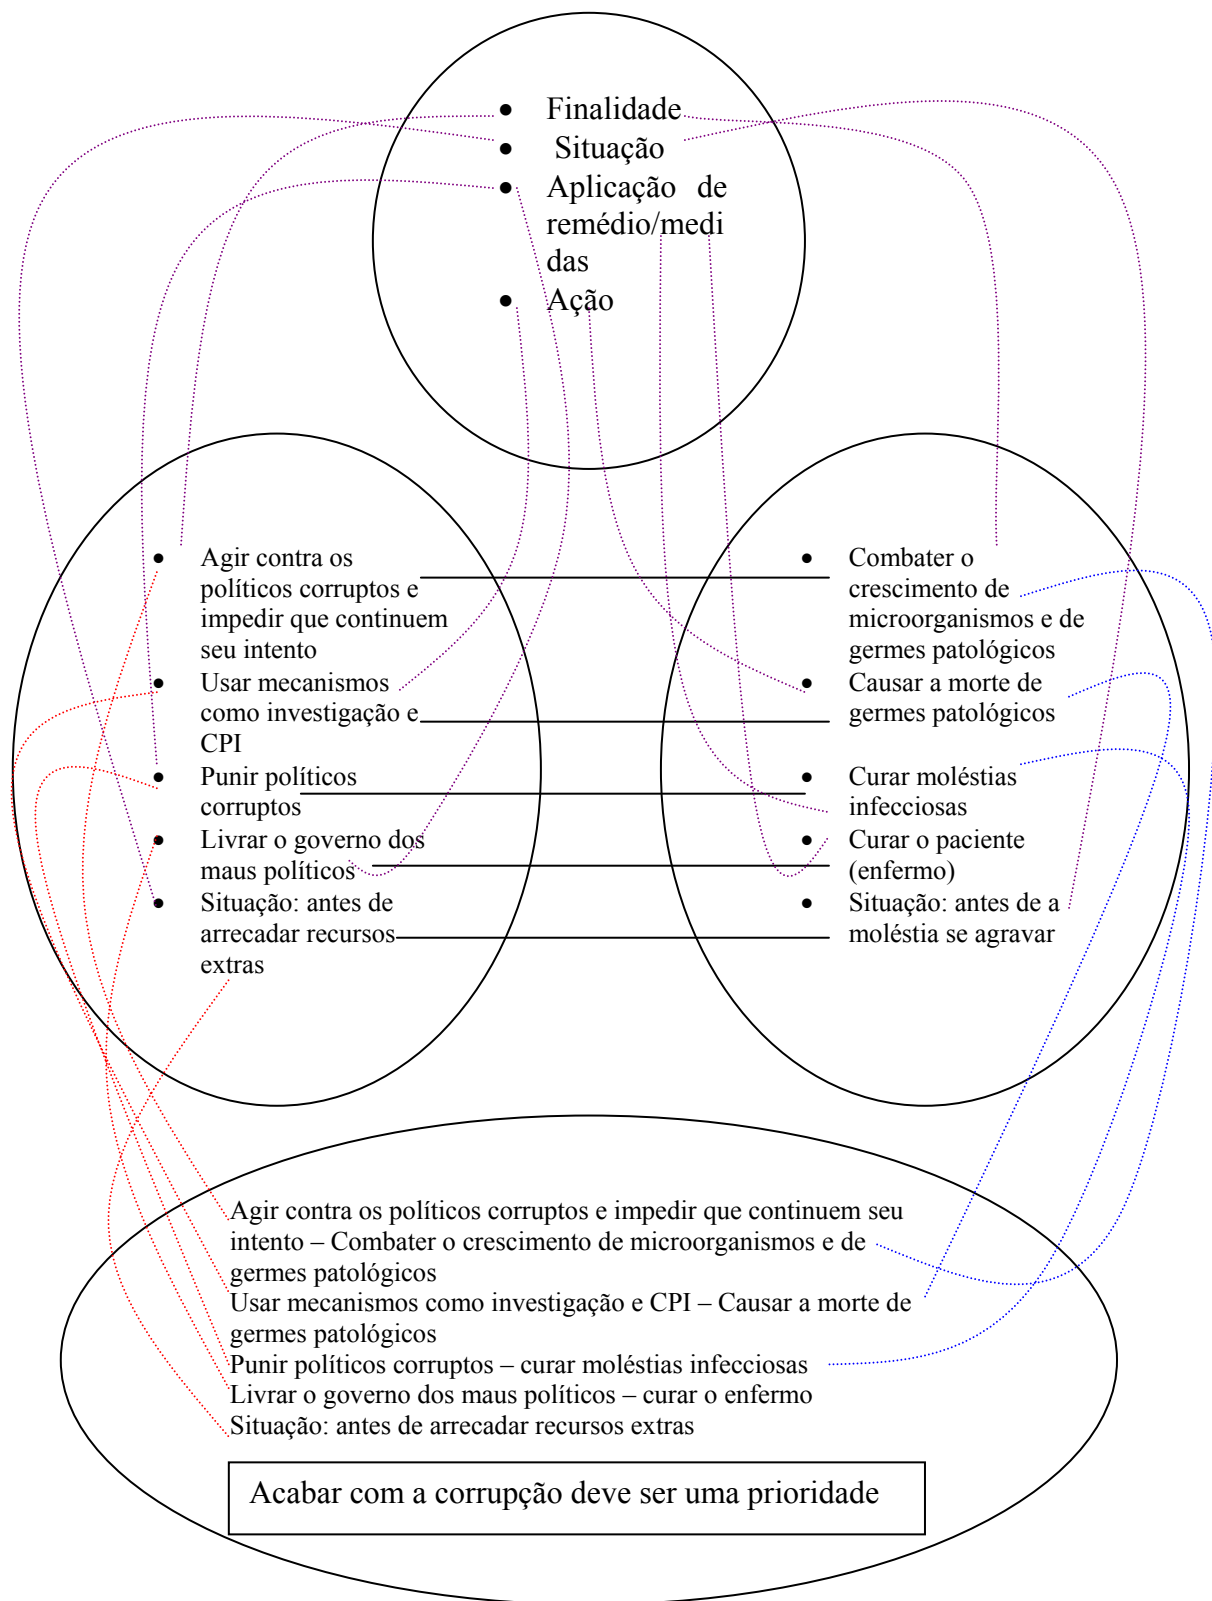 • Finalidade
• Situação
• Aplicação de
remédio/medi
das
• Ação
• Agir contra os
políticos corruptos e
impedir que continuem
seu intento
• Usar mecanismos
como investigação e
CPI
• Punir políticos
corruptos
• Livrar o governo dos
maus políticos
• Situação: antes de
arrecadar recursos
extras
• Combater o
crescimento de
microorganismos e de
germes patológicos
• Causar a morte de
germes patológicos
• Curar moléstias
infecciosas
• Curar o paciente
(enfermo)
• Situação: antes de a
moléstia se agravar
Agir contra os políticos corruptos e impedir que continuem seu
intento – Combater o crescimento de microorganismos e de
germes patológicos
Usar mecanismos como investigação e CPI – Causar a morte de
germes patológicos
Punir políticos corruptos – curar moléstias infecciosas
Livrar o governo dos maus políticos – curar o enfermo
Situação: antes de arrecadar recursos extras
Acabar com a corrupção deve ser uma prioridade